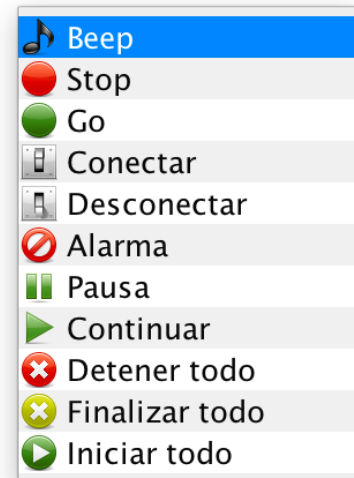 Beep
Stop
Go
Conectar
Desconectar
Alarma
Pausa
Continuar
Detener todo
Finalizar todo
Iniciar todo